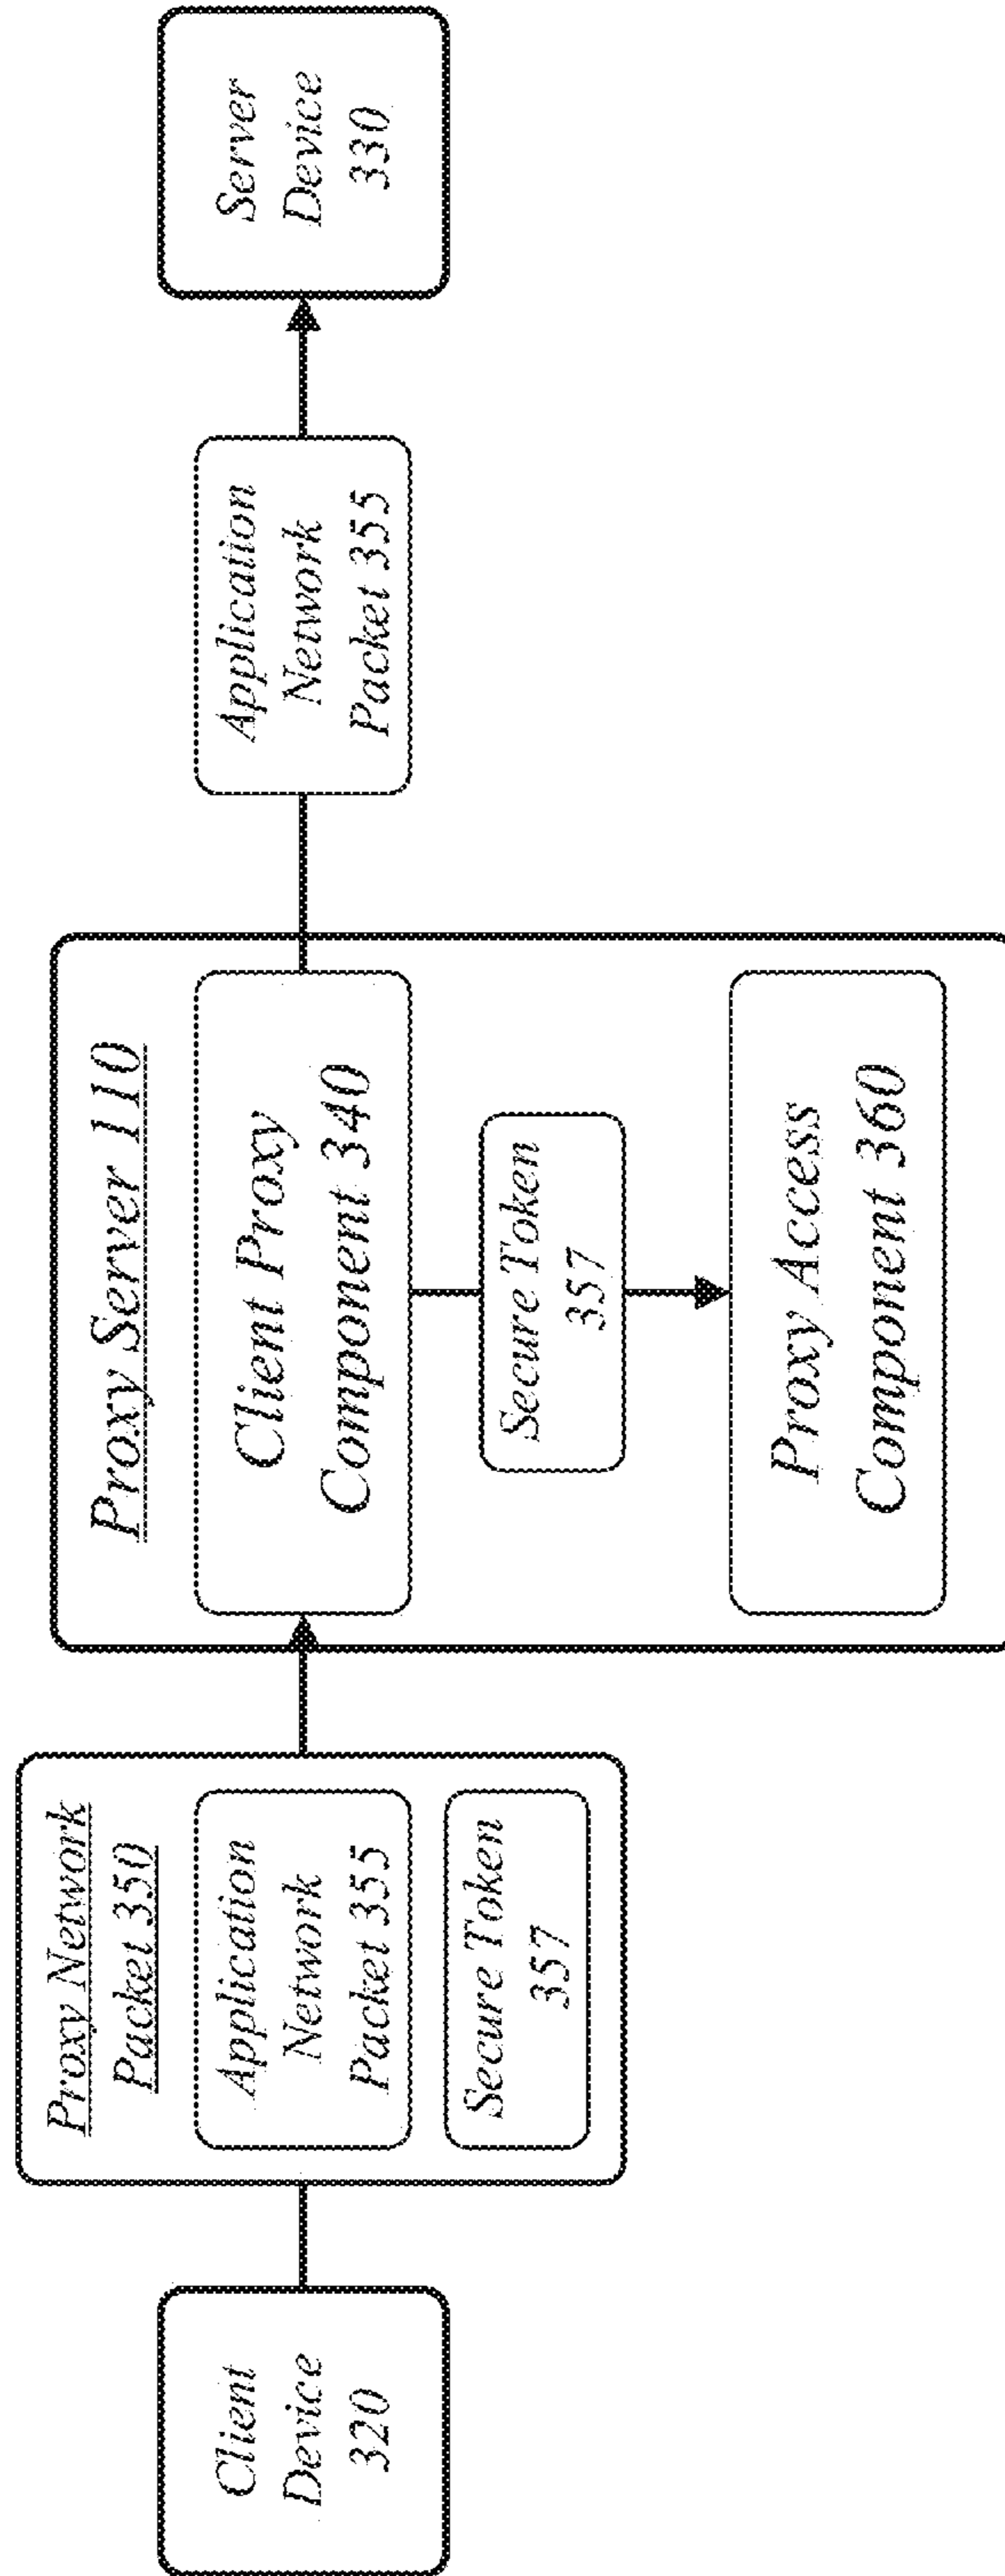 Client
Device
320
Proxy Network
Packet 350
Application
Network
Packet 355
Secure Token
357
Proxy Server 110
Client Proxy
Component 340
Secure Token
357
Proxy Access
Component 360
Application
Network
Packet 355
Server
Device
330